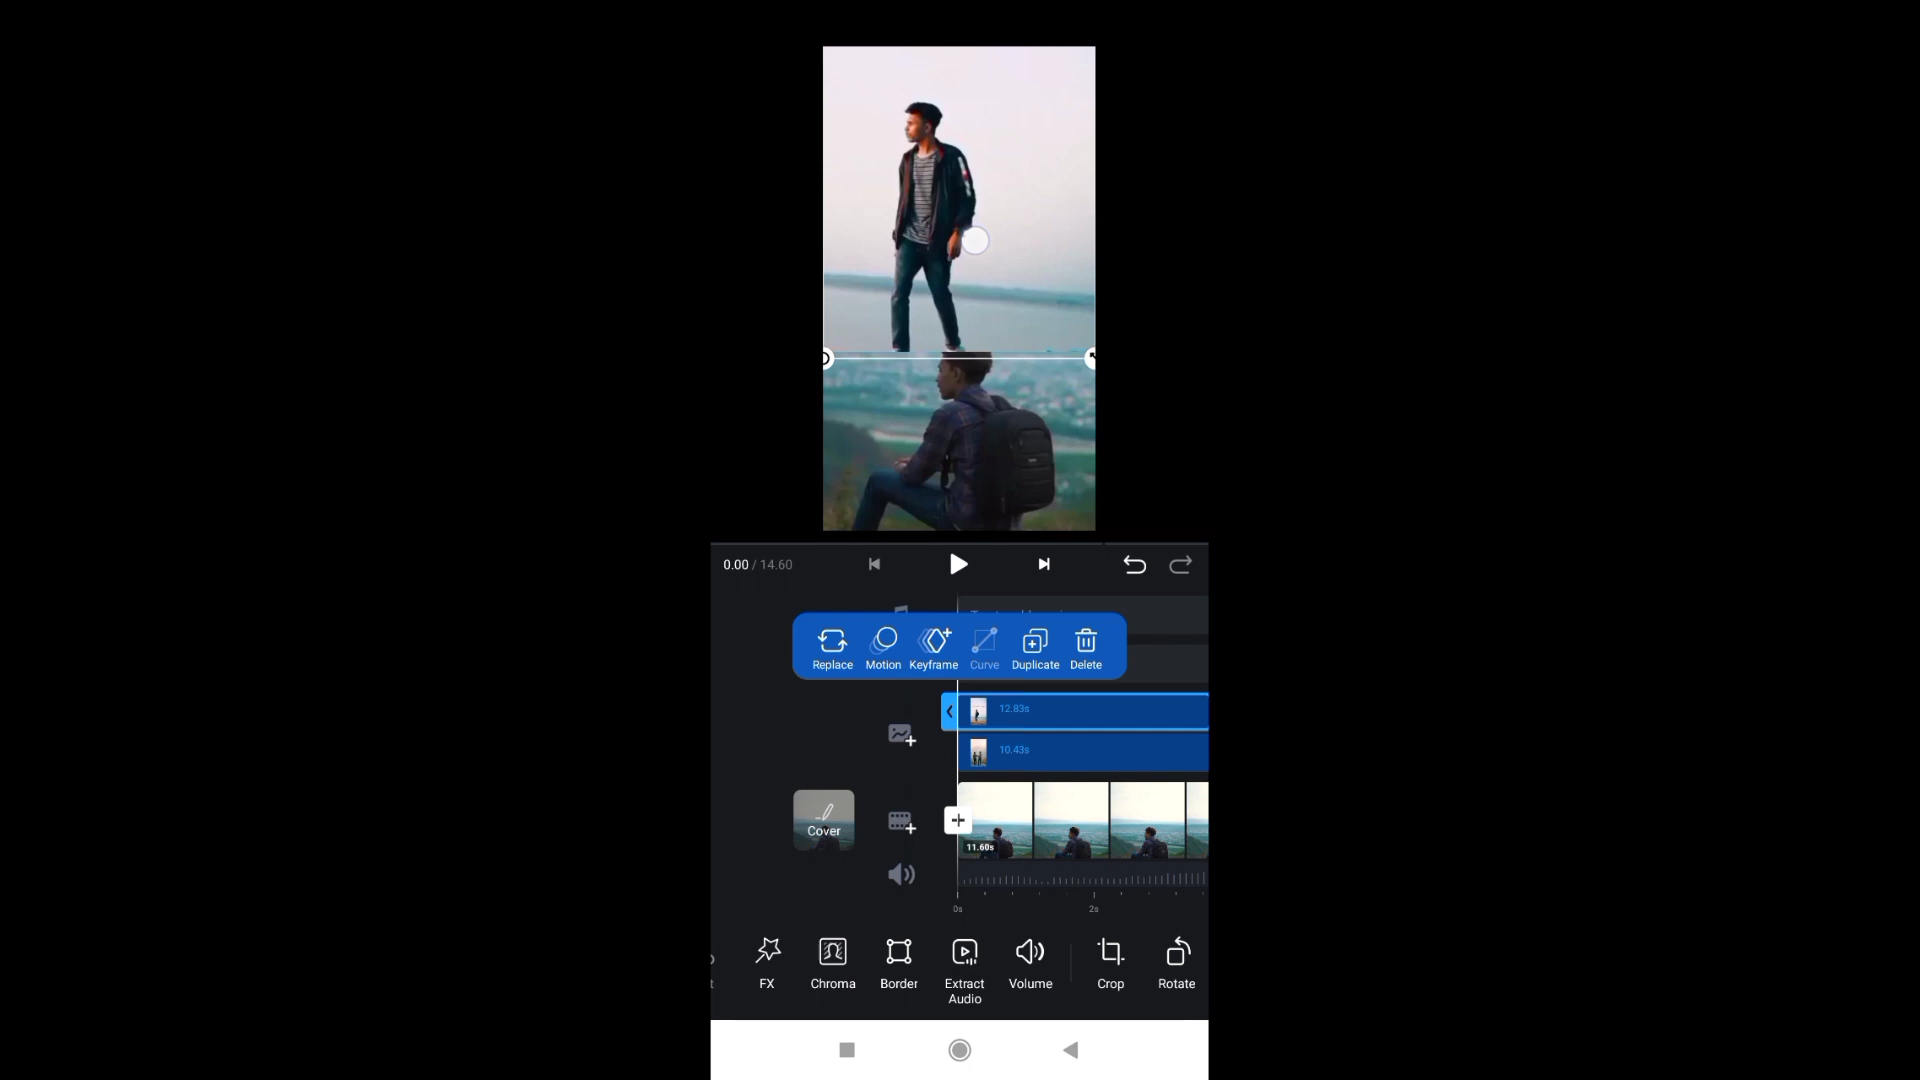 0.00 / 14.60
Replace Motion Keyframe Curve Duplicate Delete
12.83s
10.43s
Cover
11.60s
0s 2s
FX Chroma Border Extract Audio Volume Crop Rotate